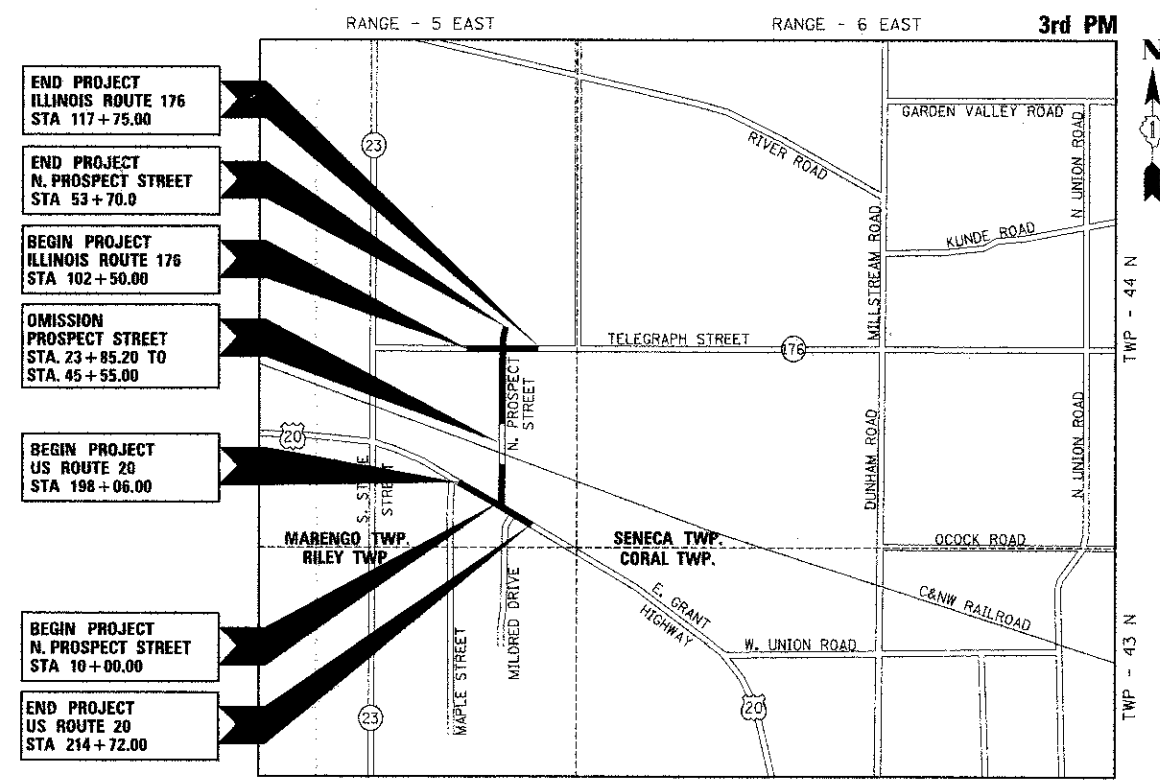 RANGE - 5 EAST
RANGE - 6 EAST
3rd PM
END PROJECT
ILLINOIS ROUTE 176
STA 117+75.00
END PROJECT
N. PROSPECT STREET
STA 53+70.0
BEGIN PROJECT
ILLINOIS ROUTE 176
STA 102+50.00
OMISSION
PROSPECT STREET
STA. 23+85.20 TO
STA. 45+55.00
BEGIN PROJECT
US ROUTE 20
STA 198+06.00
BEGIN PROJECT
N. PROSPECT STREET
STA 10+00.00
END PROJECT
US ROUTE 20
STA 214+72.00
N
1
23
RIVER ROAD
GARDEN VALLEY ROAD
N UNION ROAD
MILLSTREAM ROAD
KUNDE ROAD
TWP - 44 N
TELEGRAPH STREET
176
N. PROSPECT
STREET
20
S. STATE
STREET
DUNHAM ROAD
N UNION ROAD
MARENGO TWP.
RILEY TWP.
SENECA TWP.
CORAL TWP.
OCOCK ROAD
C&NW RAILROAD
E. GRANT
HIGHWAY
W. UNION ROAD
MILDRED DRIVE
MAPLE STREET
23
20
TWP - 43 N